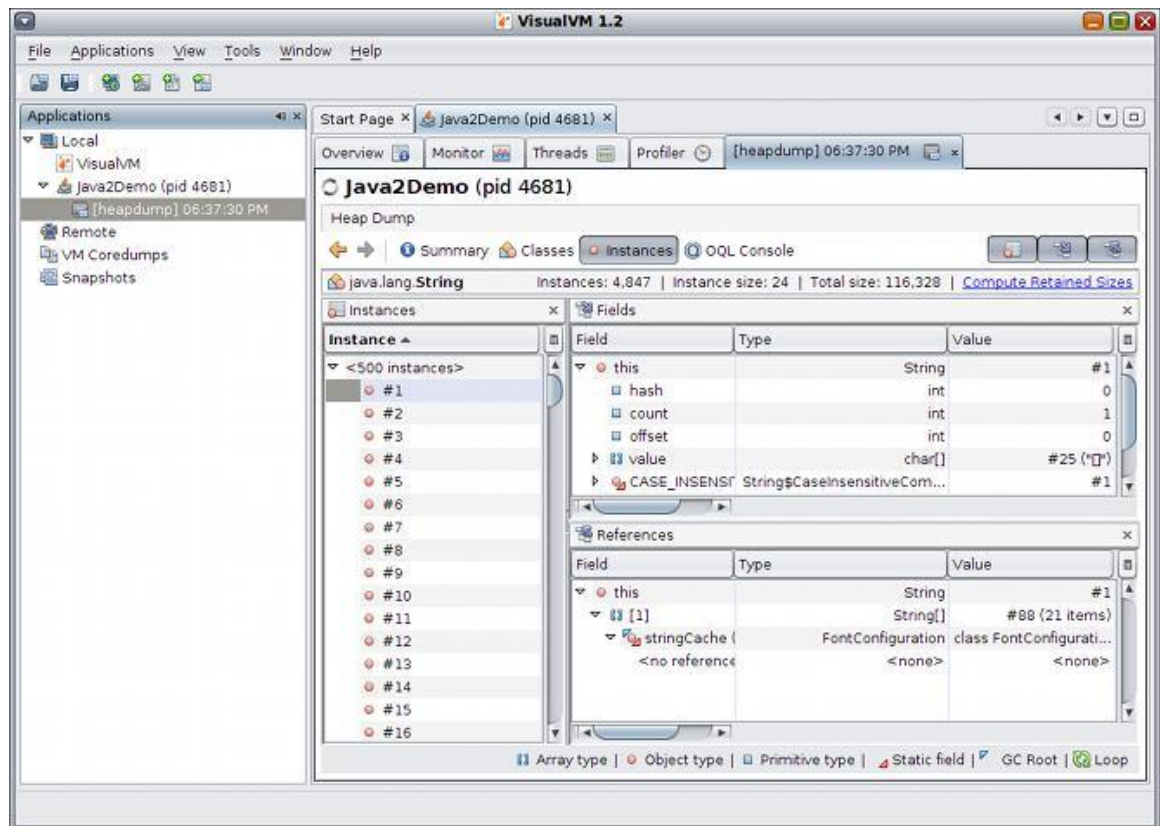 VisualVM 1.2
File Applications View Tools Window Help
Applications
Local
VisualVM
Java2Demo (pid 4681)
[heapdump] 06:37:30 PM
Remote
VM Coredumps
Snapshots
Start Page Java2Demo (pid 4681)
Overview Monitor Threads Profiler [heapdump] 06:37:30 PM
Java2Demo (pid 4681)
Heap Dump
Summary Classes Instances OQL Console
java.lang.String Instances: 4,847 | Instance size: 24 | Total size: 116,328 | Compute Retained Sizes
Instances
Instance
<500 instances>
#1
#2
#3
#4
#5
#6
#7
#8
#9
#10
#11
#12
#13
#14
#15
#16
Fields
Field Type Value
this String #1
hash int 0
count int 1
offset int 0
value char[] #25 ("[]")
CASE_INSENSI String$CaseInsensitiveCom... #1
References
Field Type Value
this String #1
[1] String[] #88 (21 items)
stringCache ( FontConfiguration class FontConfigurati...
<no reference <none> <none>
Array type | Object type | Primitive type | Static field | GC Root | Loop